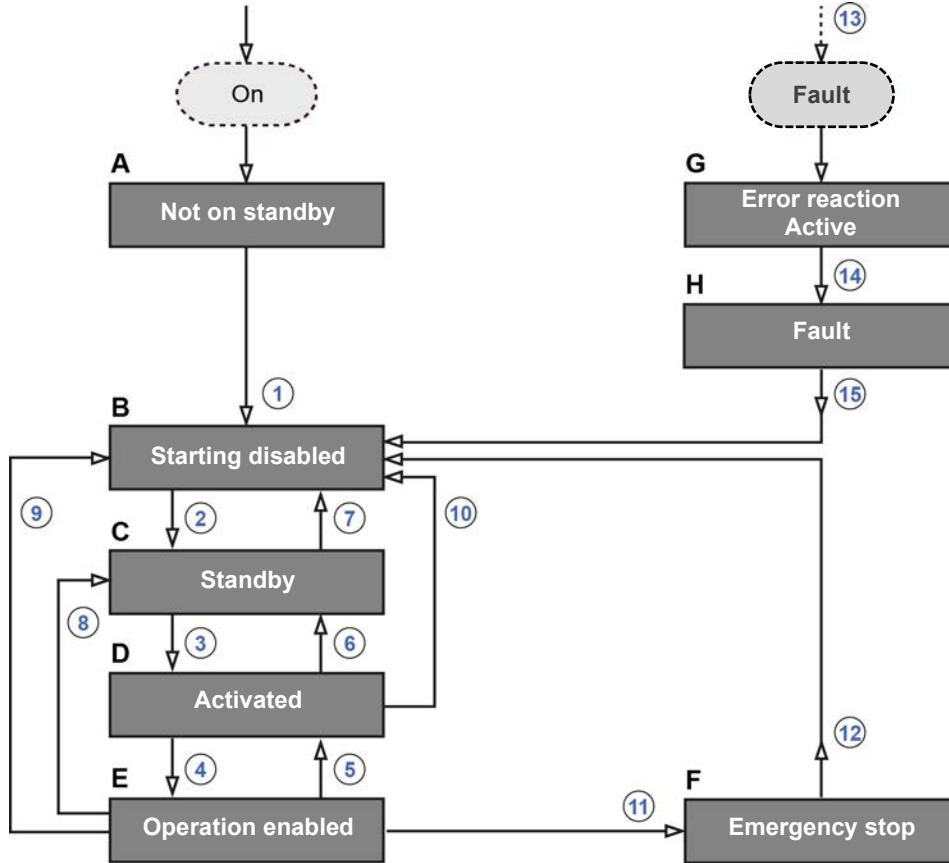 13
On
Fault
A
Not on standby
G
Error reaction
Active
14
H
Fault
1
15
B
Starting disabled
9
2
7
10
C
Standby
8
3
6
D
Activated
12
4
5
E
F
11
Operation enabled
Emergency stop